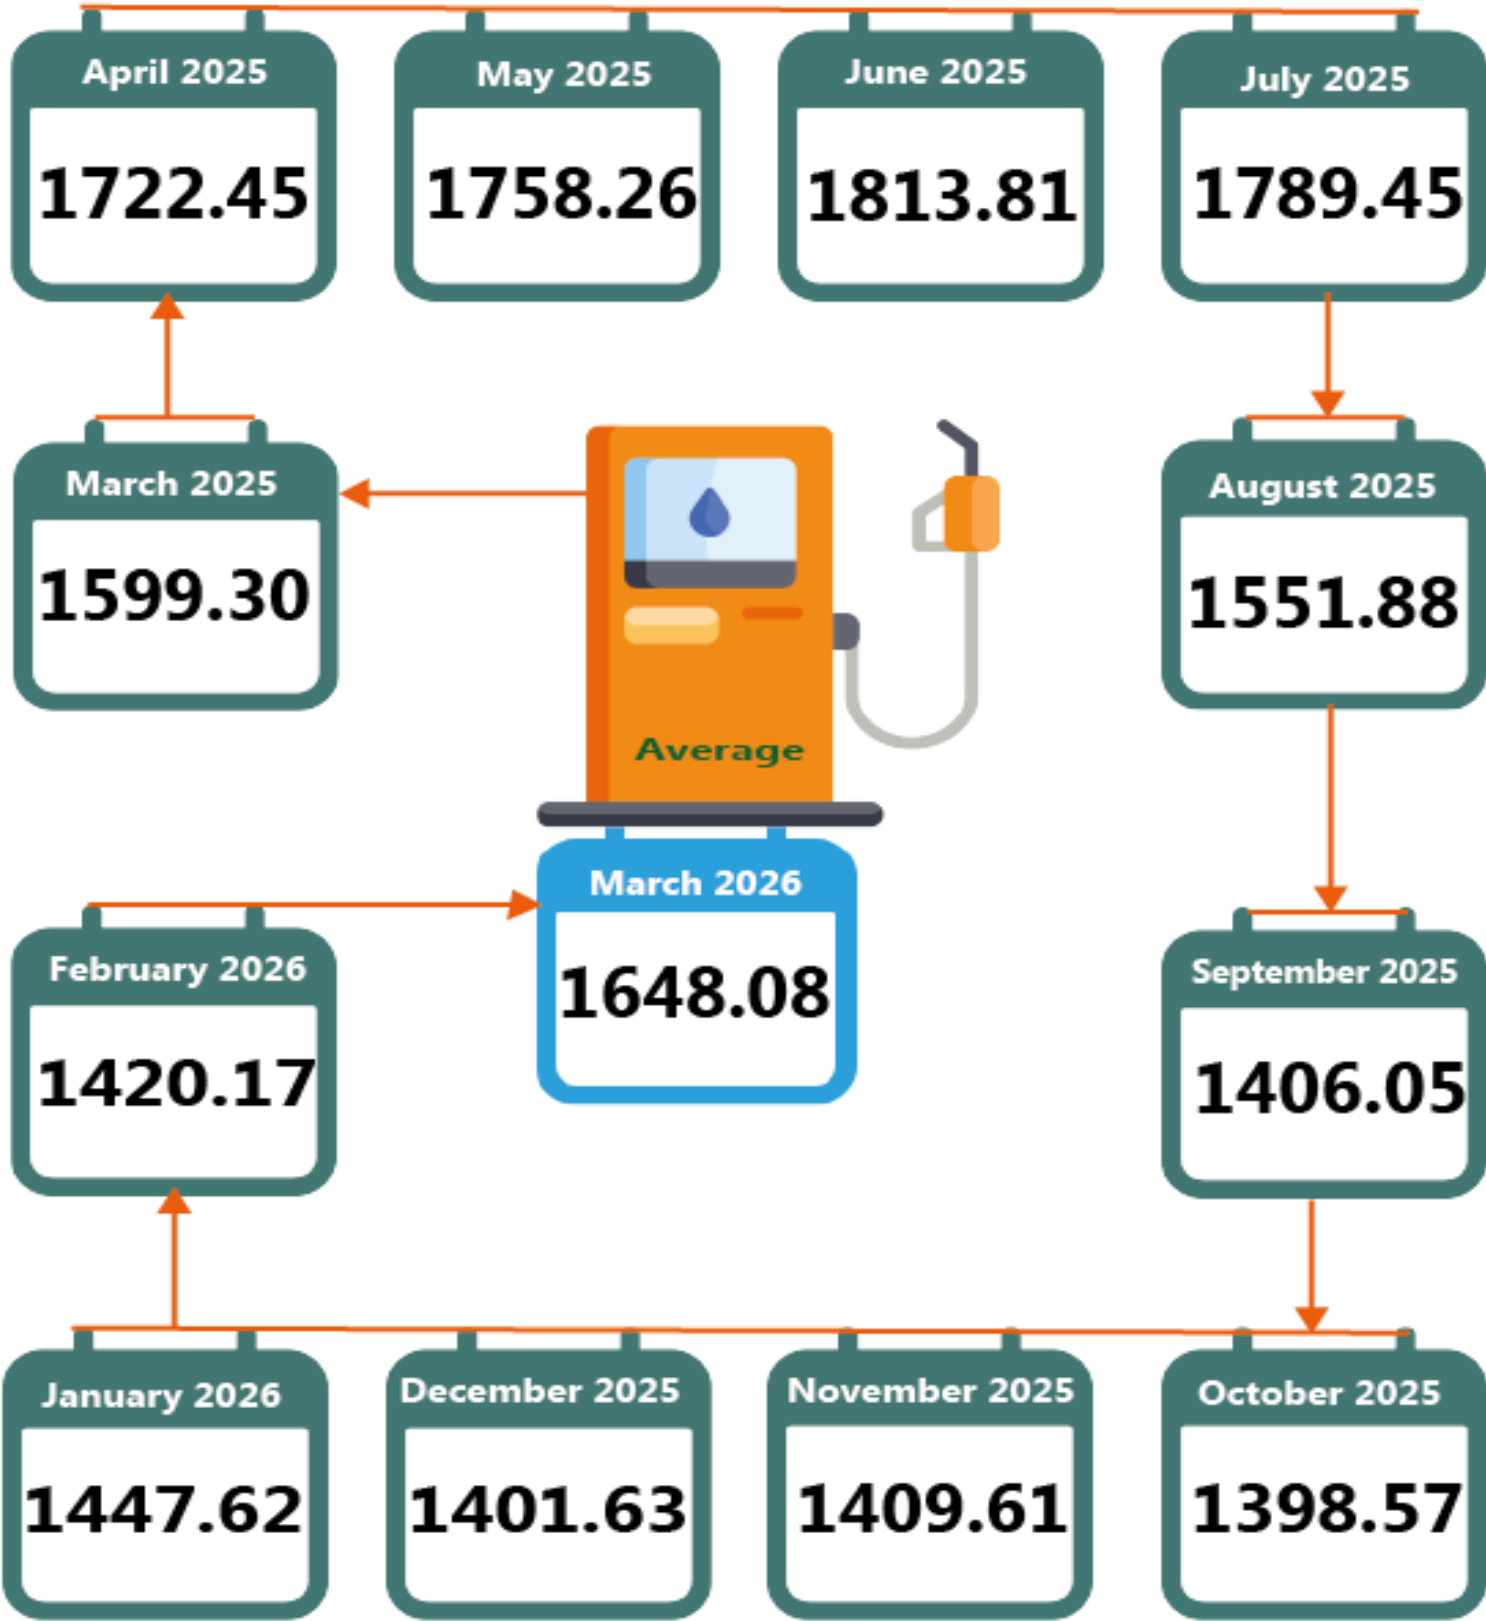 April 2025
1722.45
May 2025
1758.26
June 2025
1813.81
July 2025
1789.45
March 2025
1599.30
August 2025
1551.88
Average
March 2026
1648.08
February 2026
1420.17
September 2025
1406.05
January 2026
1447.62
December 2025
1401.63
November 2025
1409.61
October 2025
1398.57